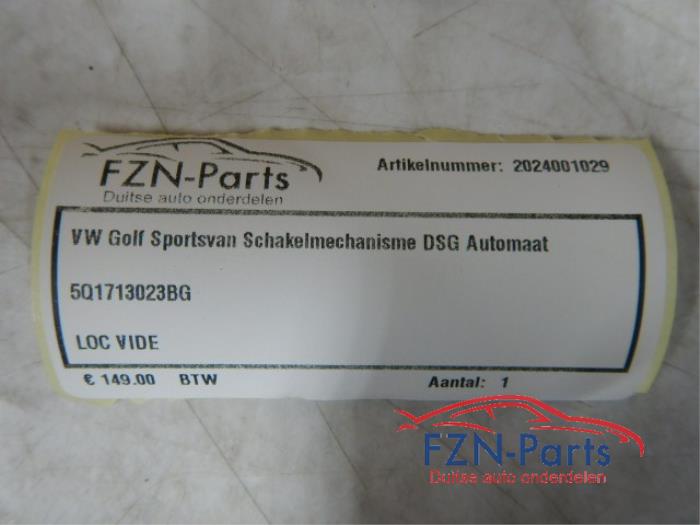 FZN-Parts
Duitse auto onderdelen
Artikelnummer: 2024001029
VW Golf Sportsvan Schakelmechanisme DSG Automaat
5Q1713023BG
LOC VIDE
€ 149.00 BTW
Aantal: 1
FZN-Parts
Duitse auto onderdelen